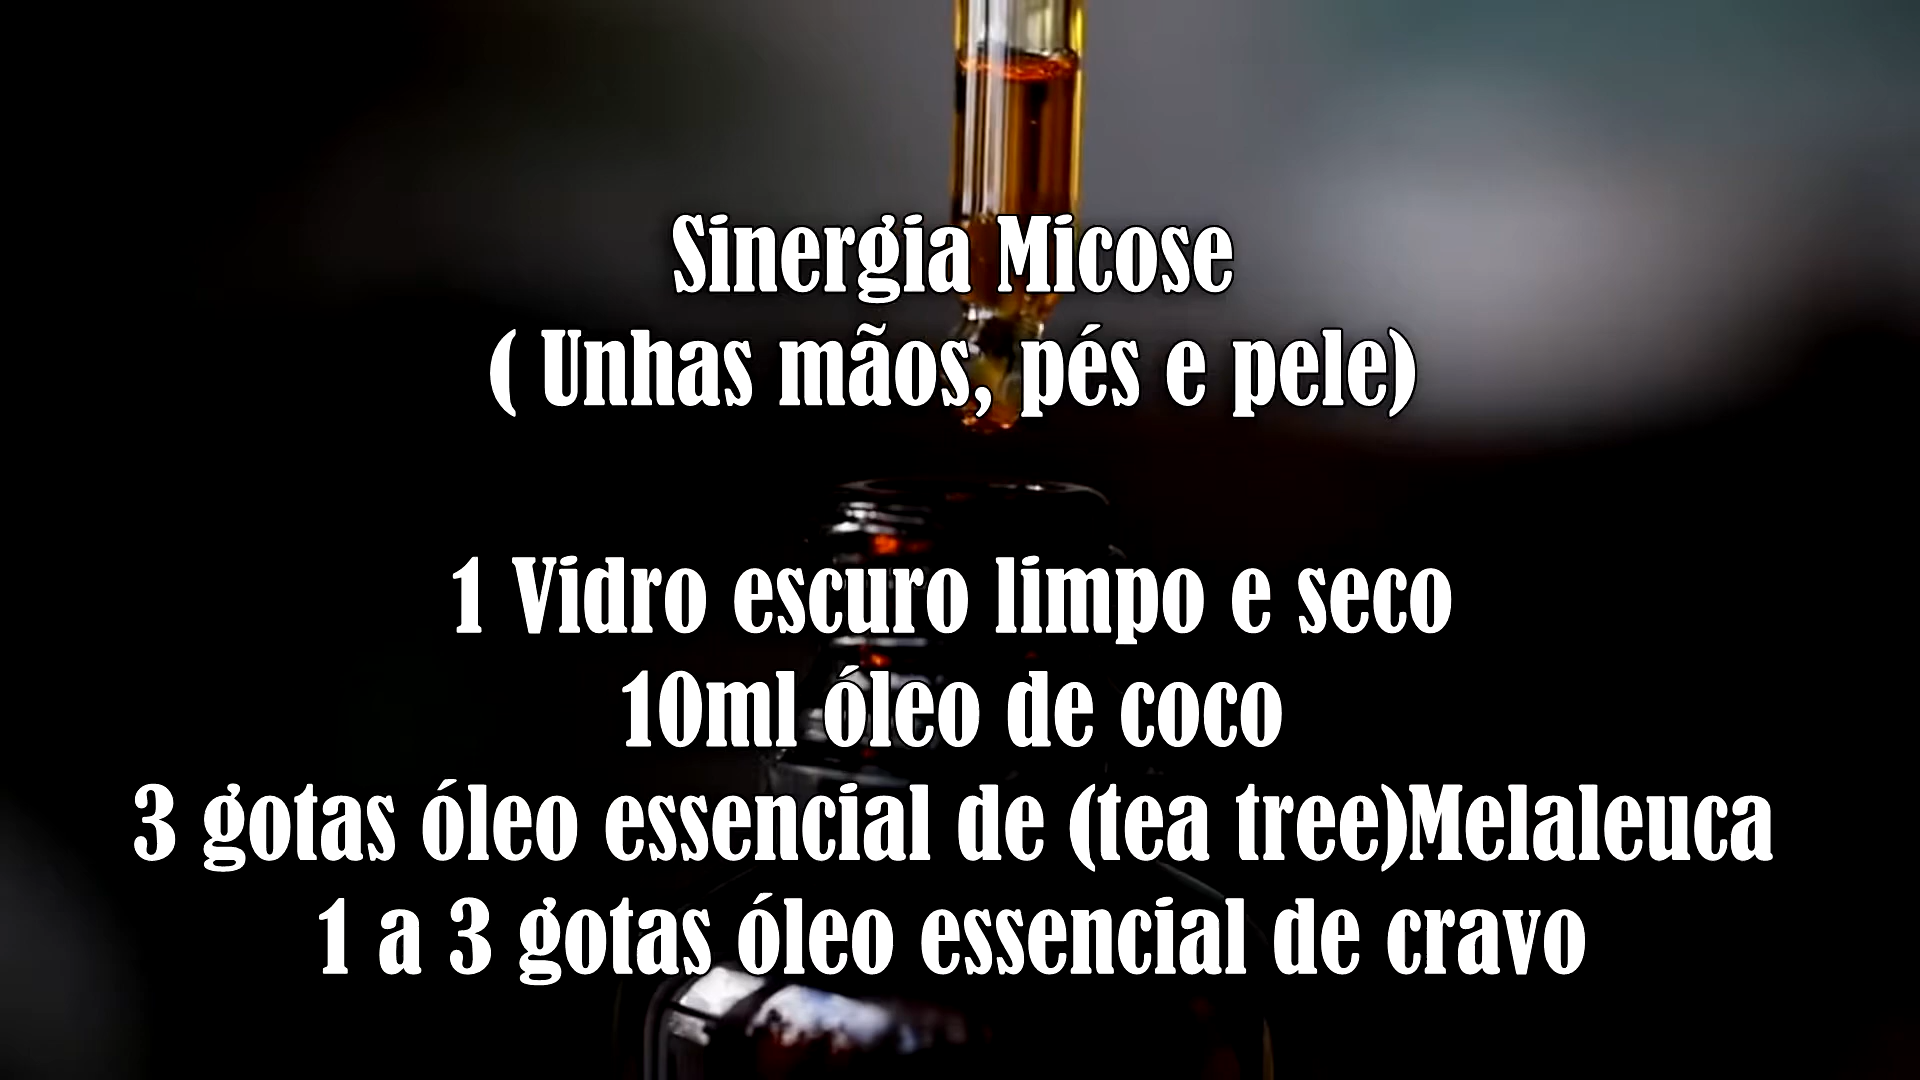 Sinergia Micose
( Unhas mãos, pés e pele)
1 Vidro escuro limpo e seco
10ml óleo de coco
3 gotas óleo essencial de (tea tree)Melaleuca
1 a 3 gotas óleo essencial de cravo